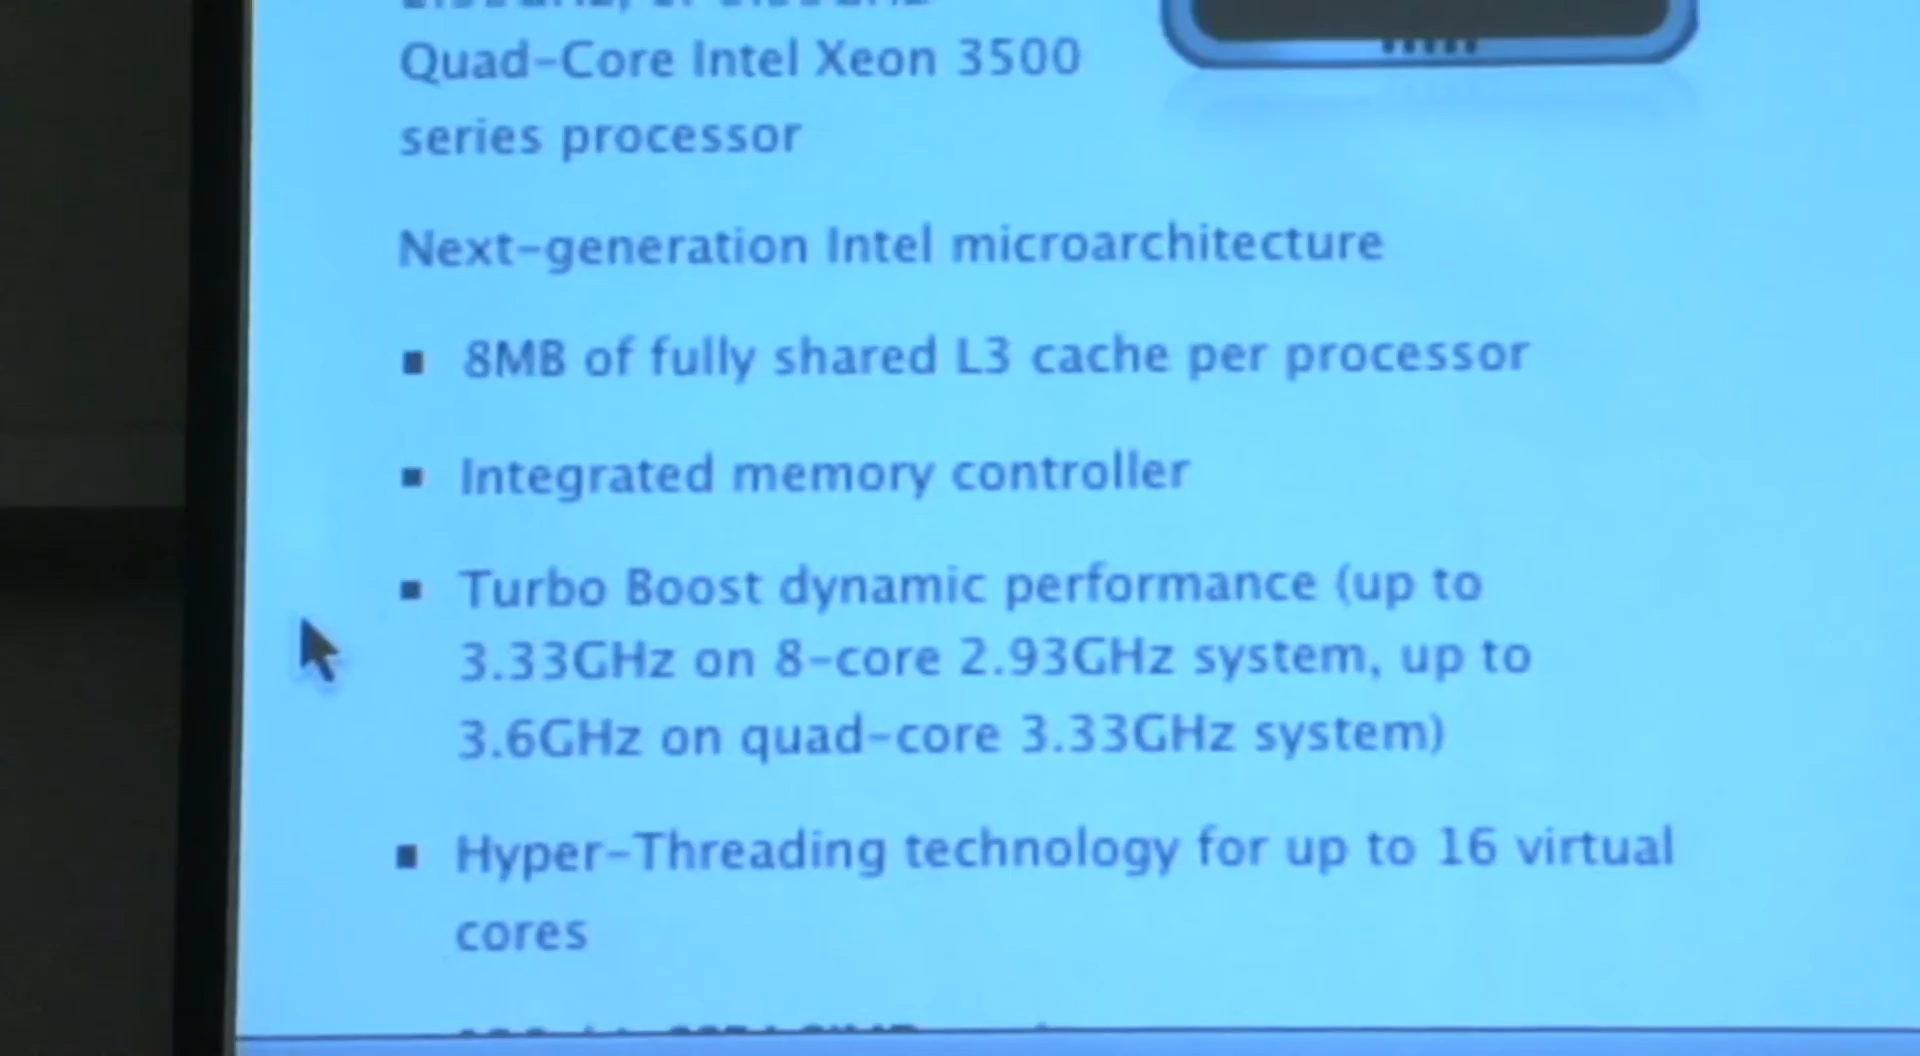 Quad-Core Intel Xeon 3500
series processor
Next-generation Intel microarchitecture
▪ 8MB of fully shared L3 cache per processor
▪ Integrated memory controller
▪ Turbo Boost dynamic performance (up to
3.33GHz on 8-core 2.93GHz system, up to
3.6GHz on quad-core 3.33GHz system)
▪ Hyper-Threading technology for up to 16 virtual
cores